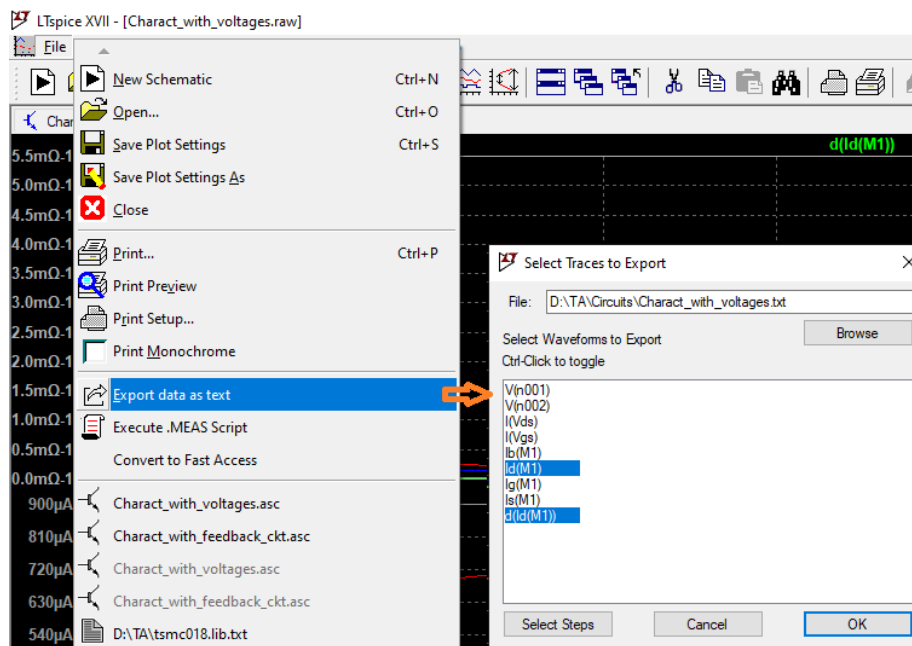 LTspice XVII - [Charact_with_voltages.raw]
File
New Schematic Ctrl+N
Open... Ctrl+O
Save Plot Settings Ctrl+S
Save Plot Settings As
Close
Print... Ctrl+P
Print Preview
Print Setup...
Print Monochrome
Export data as text
Execute .MEAS Script
Convert to Fast Access
Charact_with_voltages.asc
Charact_with_feedback_ckt.asc
Charact_with_voltages.asc
Charact_with_feedback_ckt.asc
D:\TA\tsmc018.lib.txt
Char
5.5mΩ-1
5.0mΩ-1
4.5mΩ-1
4.0mΩ-1
3.5mΩ-1
3.0mΩ-1
2.5mΩ-1
2.0mΩ-1
1.5mΩ-1
1.0mΩ-1
0.5mΩ-1
0.0mΩ-1
900µA
810µA
720µA
630µA
540µA
d(Id(M1))
Select Traces to Export
File: D:\TA\Circuits\Charact_with_voltages.txt
Browse
Select Waveforms to Export
Ctrl-Click to toggle
V(n001)
V(n002)
I(Vds)
I(Vgs)
Ib(M1)
Id(M1)
Ig(M1)
Is(M1)
d(Id(M1))
Select Steps Cancel OK